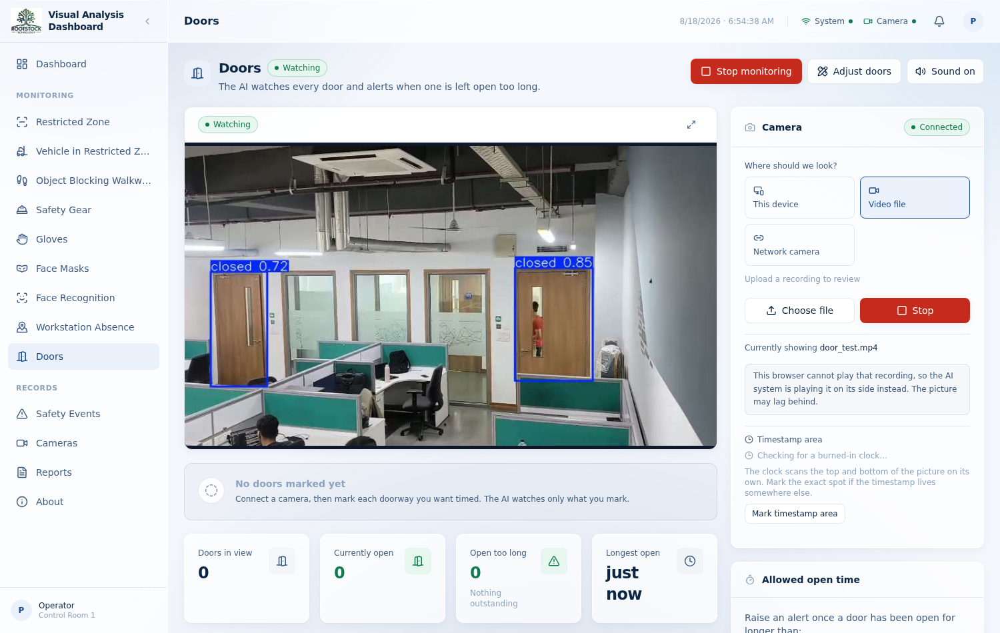 ROOTSTOCK
TECHNOLOGY
Visual Analysis
Dashboard
Doors
8/18/2026 · 6:54:38 AM
System
Camera
P
Dashboard
MONITORING
Restricted Zone
Vehicle in Restricted Z...
Object Blocking Walkw...
Safety Gear
Gloves
Face Masks
Face Recognition
Workstation Absence
Doors
RECORDS
Safety Events
Cameras
Reports
About
P
Operator
Control Room 1
Doors
Watching
The AI watches every door and alerts when one is left open too long.
Stop monitoring
Adjust doors
Sound on
Watching
closed 0.72
closed 0.85
No doors marked yet
Connect a camera, then mark each doorway you want timed. The AI watches only what you mark.
Doors in view
0
Currently open
0
Open too long
0
Nothing
outstanding
Longest open
just
now
Camera
Connected
Where should we look?
This device
Video file
Network camera
Upload a recording to review
Choose file
Stop
Currently showing door_test.mp4
This browser cannot play that recording, so the AI
system is playing it on its side instead. The picture
may lag behind.
Timestamp area
Checking for a burned-in clock...
The clock scans the top and bottom of the picture on its
own. Mark the exact spot if the timestamp lives
somewhere else.
Mark timestamp area
Allowed open time
Raise an alert once a door has been open for
longer than: